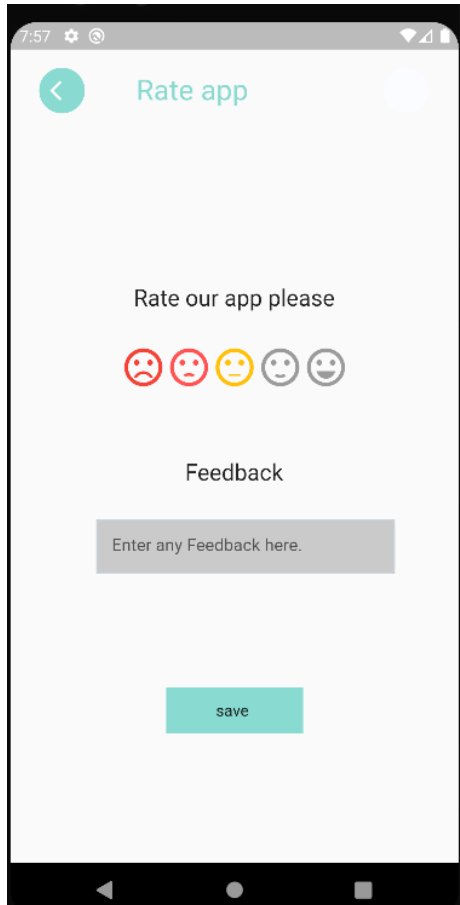 7:57
Rate app
Rate our app please
Feedback
Enter any Feedback here.
save